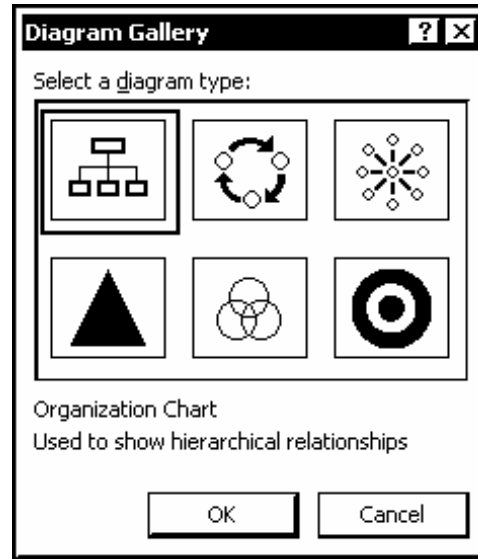 Diagram Gallery ? X
Select a diagram type:
Organization Chart
Used to show hierarchical relationships
OK Cancel